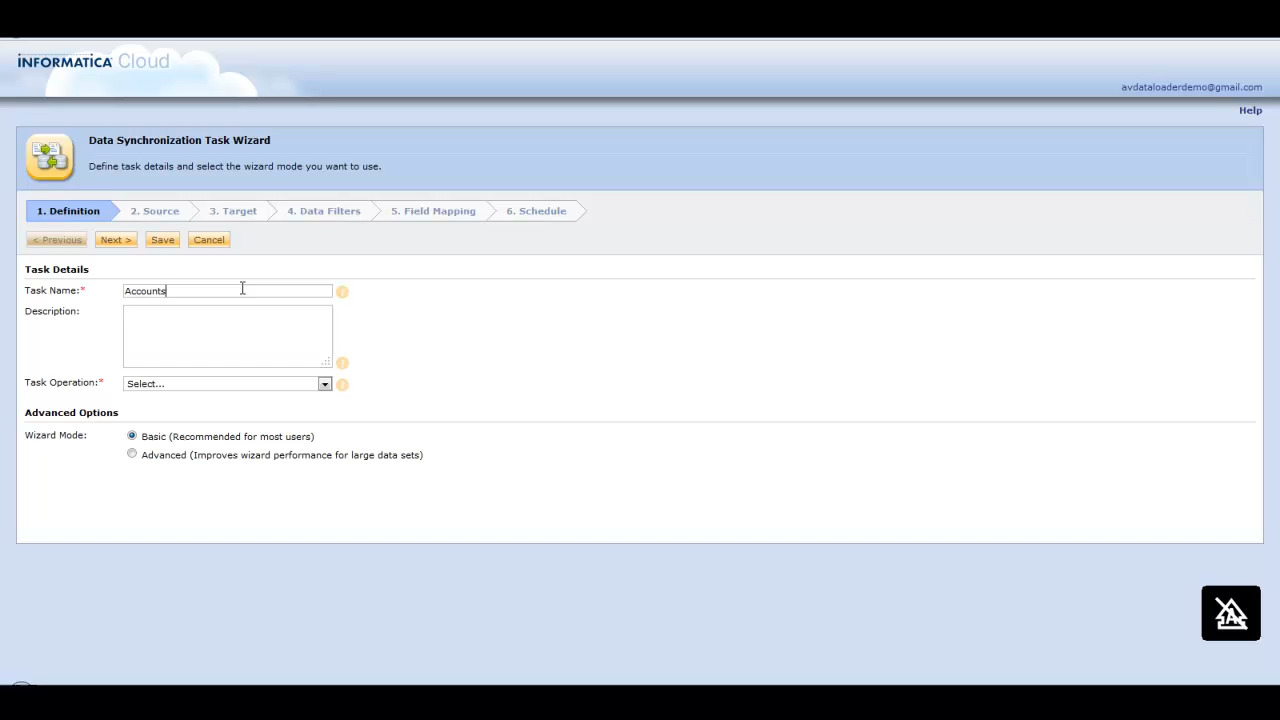 INFORMATICA Cloud
avdataloaderdemo@gmail.com
Help
Data Synchronization Task Wizard
Define task details and select the wizard mode you want to use.
1. Definition 2. Source 3. Target 4. Data Filters 5. Field Mapping 6. Schedule
< Previous Next > Save Cancel
Task Details
Task Name:* Accounts
Description:
Task Operation:* Select...
Advanced Options
Wizard Mode: Basic (Recommended for most users)
Advanced (Improves wizard performance for large data sets)